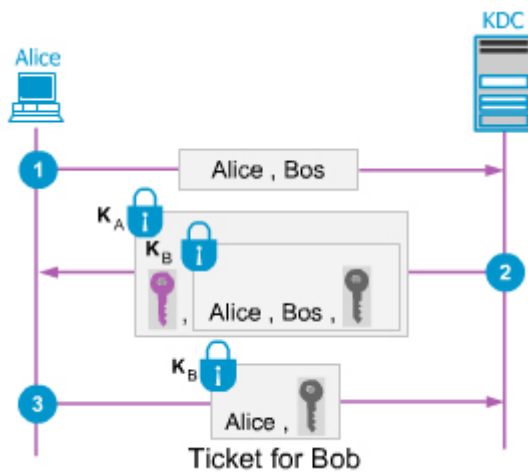 KDC
Alice
1
Alice , Bos
K A
K B
2
, Alice , Bos ,
K B
3
Alice ,
Ticket for Bob